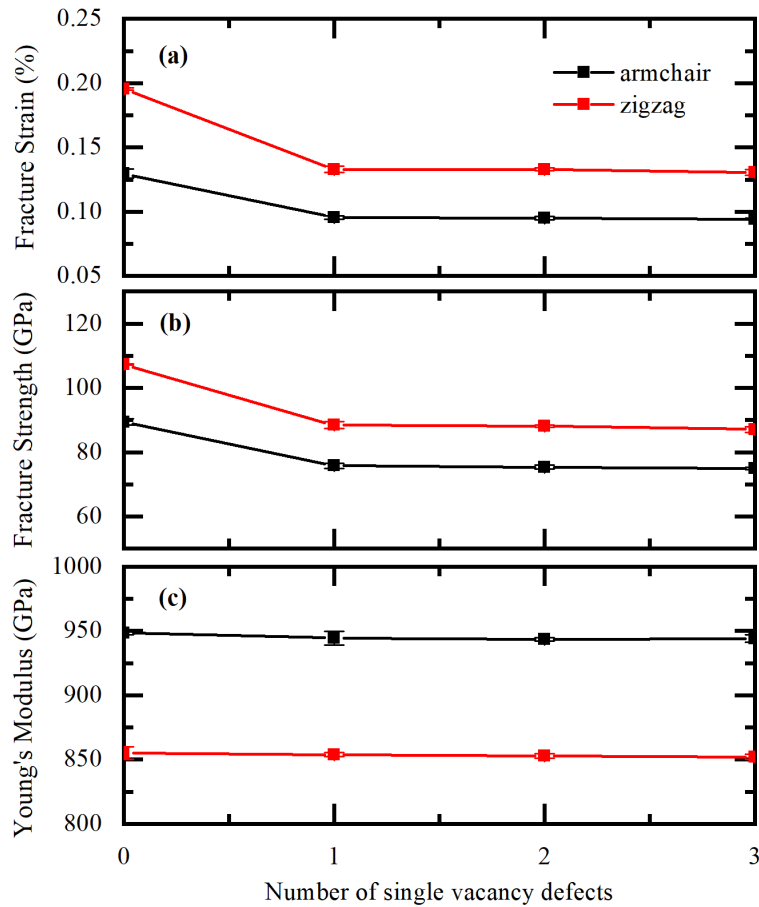 0.25
(a)
armchair
0.20
zigzag
0.15
0.10
0.05
Fracture Strain (%)
(b)
120
100
80
60
Fracture Strength (GPa)
1000
(c)
950
900
850
800
Young's Modulus (GPa)
0 1 2 3
Number of single vacancy defects